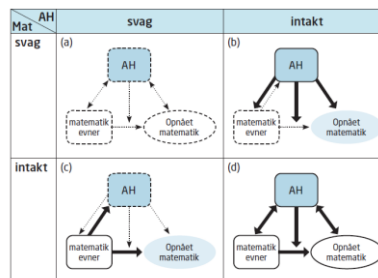 AH
Mat
svag
intakt
svag
(a)
AH
matematik
evner
Opnået
matematik
(b)
AH
matematik
evner
Opnået
matematik
intakt
(c)
AH
matematik
evner
Opnået
matematik
(d)
AH
matematik
evner
Opnået
matematik